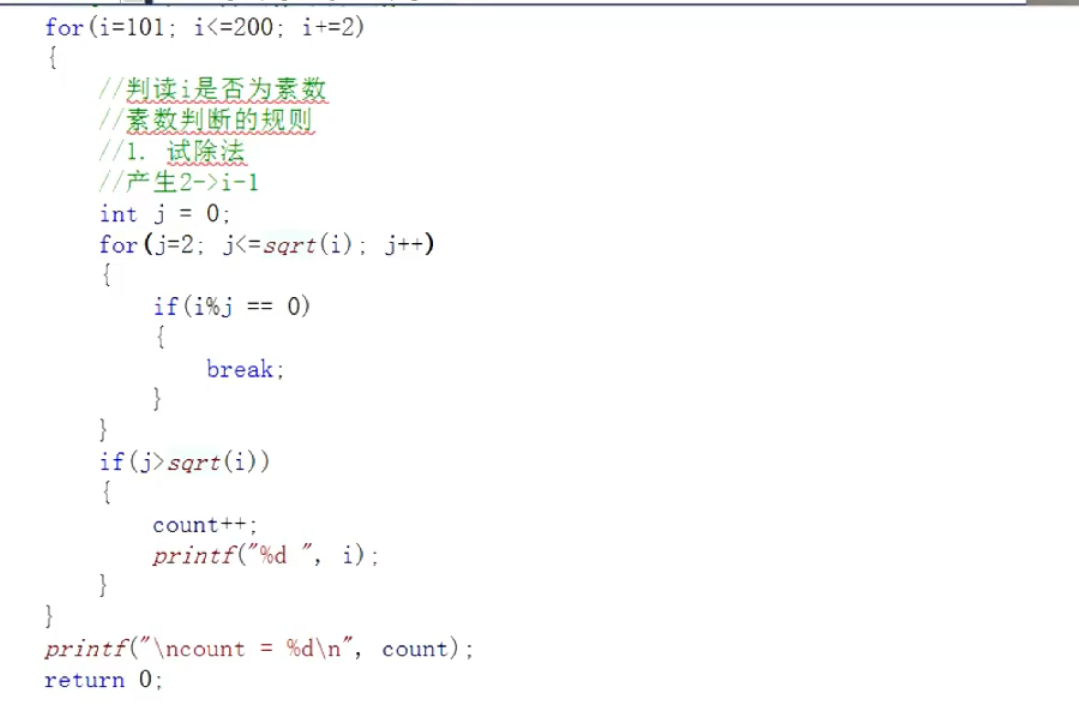 for(i=101; i<=200; i+=2)
{
//判读i是否为素数
//素数判断的规则
//1. 试除法
//产生2->i-1
int j = 0;
for(j=2; j<=sqrt(i); j++)
{
if(i%j == 0)
{
break;
}
}
if(j>sqrt(i))
{
count++;
printf("%d ", i);
}
}
printf("\ncount = %d\n", count);
return 0;